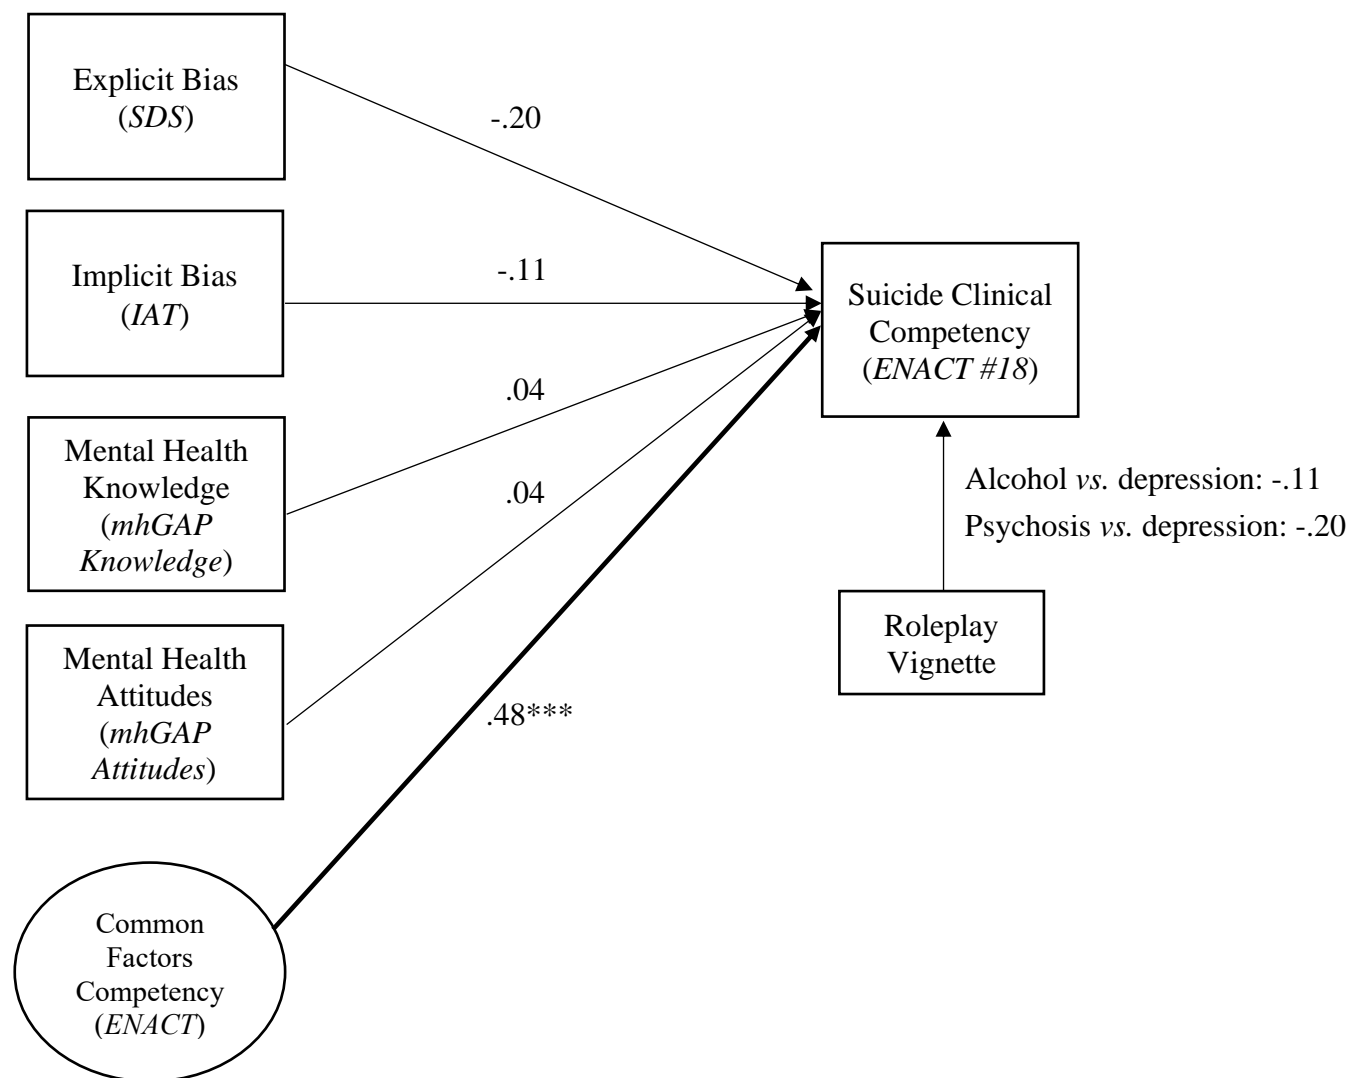 Explicit Bias
(SDS)
-.20
Implicit Bias
(IAT)
-.11
Mental Health
Knowledge
(mhGAP
Knowledge)
.04
Mental Health
Attitudes
(mhGAP
Attitudes)
.04
Common
Factors
Competency
(ENACT)
.48***
Suicide Clinical
Competency
(ENACT #18)
Alcohol vs. depression: -.11
Psychosis vs. depression: -.20
Roleplay
Vignette